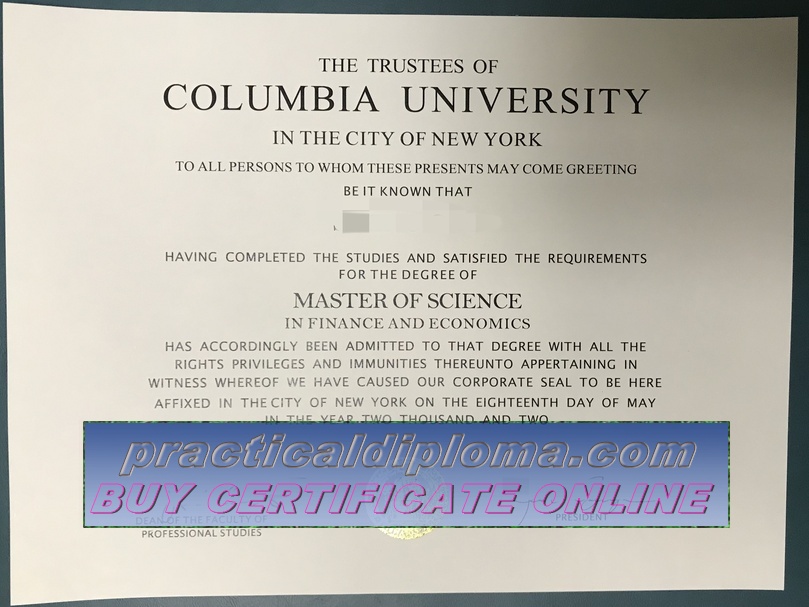 THE TRUSTEES OF
COLUMBIA UNIVERSITY
IN THE CITY OF NEW YORK
TO ALL PERSONS TO WHOM THESE PRESENTS MAY COME GREETING
BE IT KNOWN THAT
HAVING COMPLETED THE STUDIES AND SATISFIED THE REQUIREMENTS
FOR THE DEGREE OF
MASTER OF SCIENCE
IN FINANCE AND ECONOMICS
HAS ACCORDINGLY BEEN ADMITTED TO THAT DEGREE WITH ALL THE
RIGHTS PRIVILEGES AND IMMUNITIES THEREUNTO APPERTAINING IN
WITNESS WHEREOF WE HAVE CAUSED OUR CORPORATE SEAL TO BE HERE
AFFIXED IN THE CITY OF NEW YORK ON THE EIGHTEENTH DAY OF MAY
IN THE YEAR TWO THOUSAND AND TWO
practicaldiploma.com
BUY CERTIFICATE ONLINE
DEAN OF THE FACULTY OF
PROFESSIONAL STUDIES
PRESIDENT